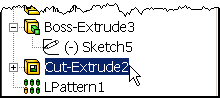 Boss-Extrude3
(-) Sketch5
Cut-Extrude2
LPattern1